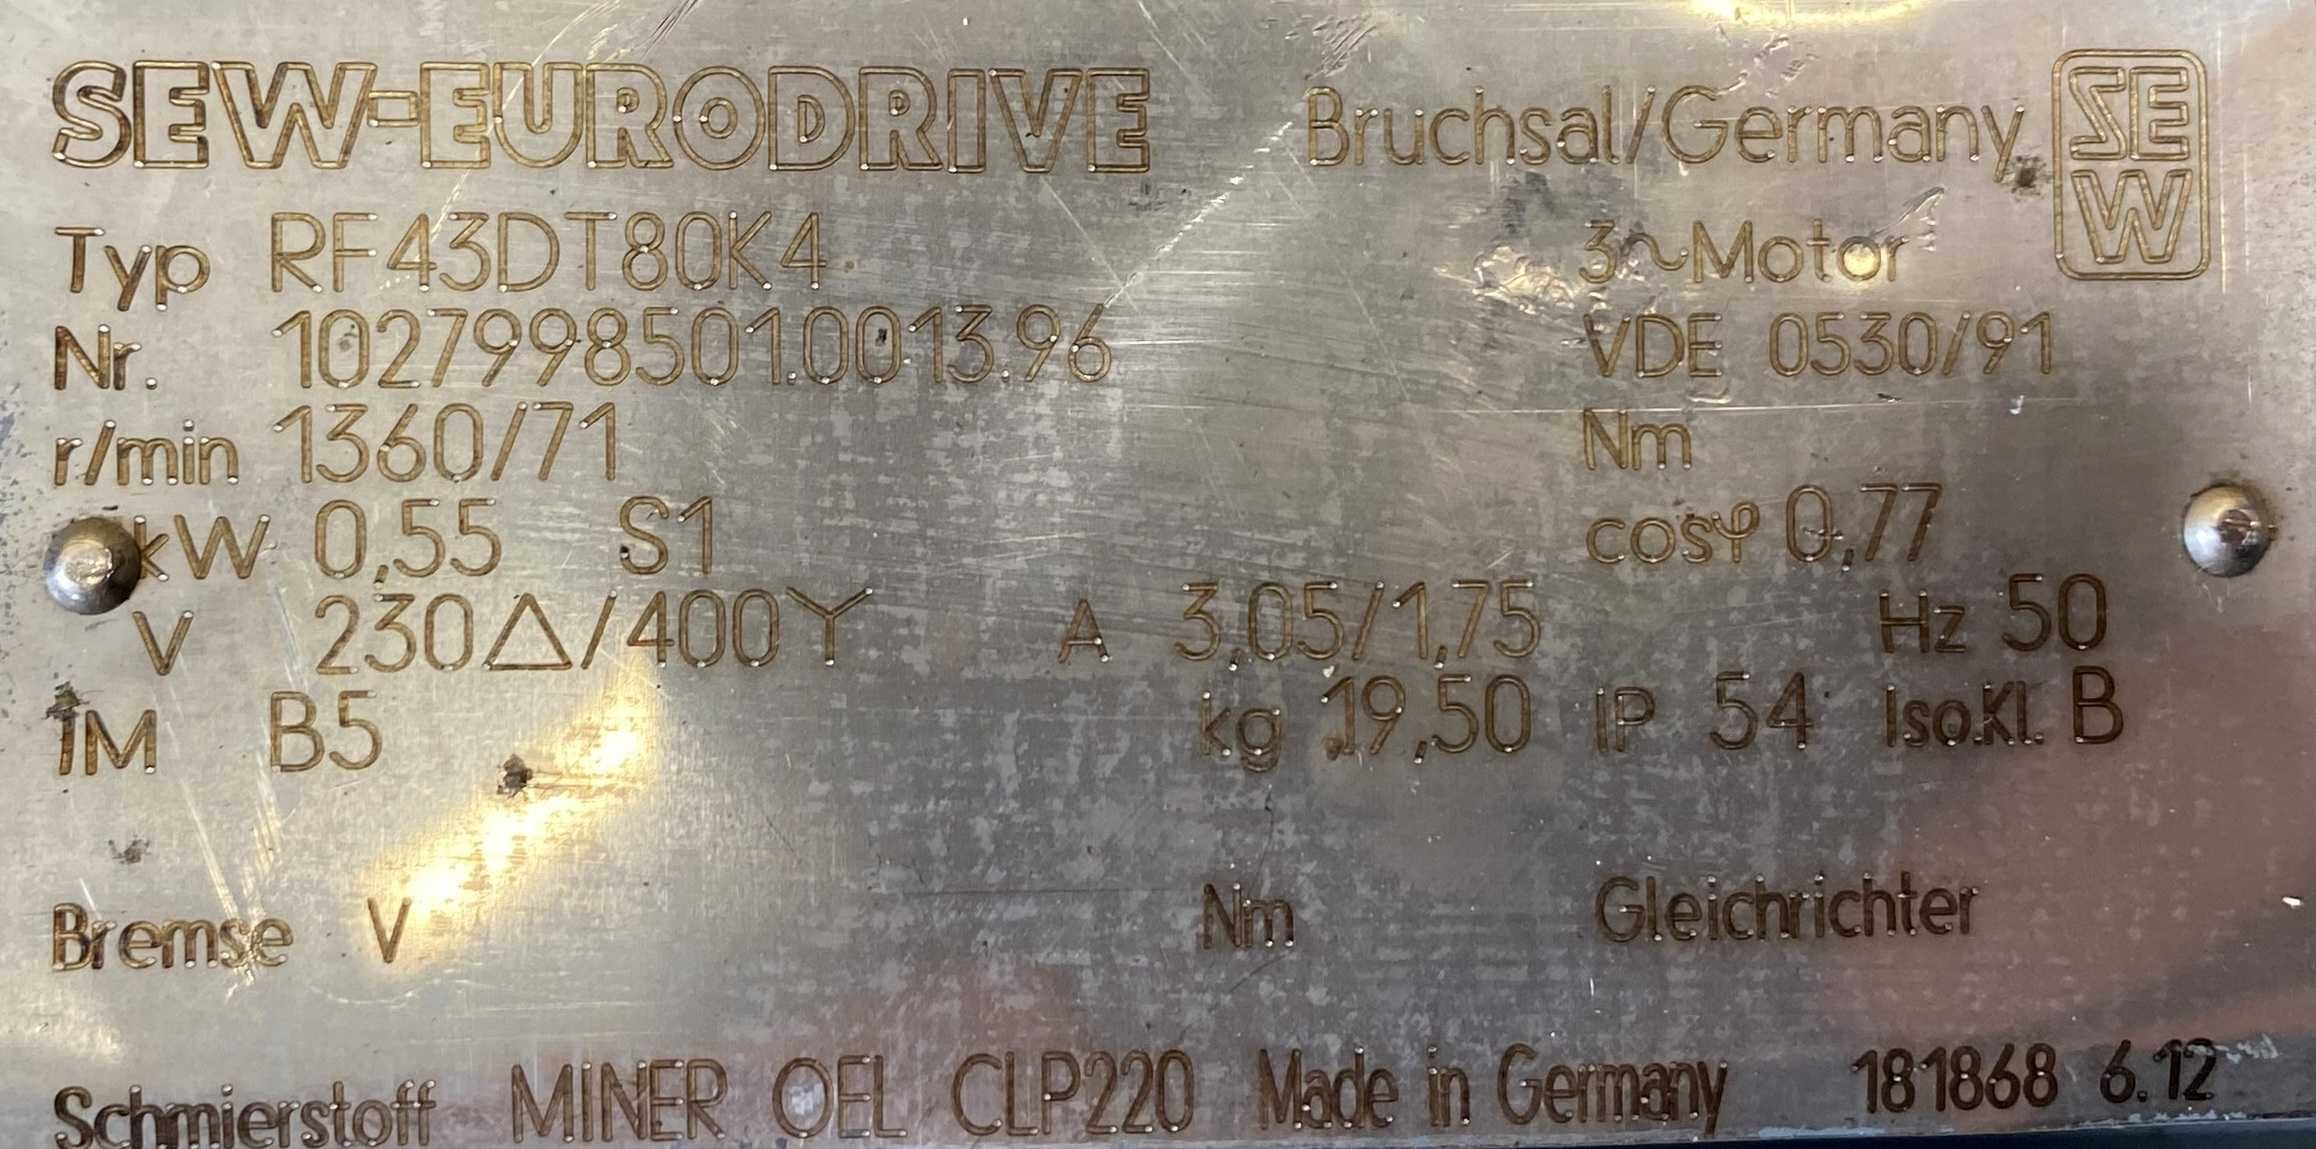 SEW-EURODRIVE Bruchsal/Germany SEW
Typ RF43DT80K4 3~Motor
Nr. 1027998501.0013.96 VDE 0530/91
r/min 1360/71 Nm
kW 0,55 S1 cosφ 0,77
V 230△/400Y A 3,05/1,75 Hz 50
IM B5 kg 19,50 IP 54 Iso.Kl. B
Bremse V Nm Gleichrichter
Schmierstoff MINER OEL CLP220 Made in Germany 181868 6.12